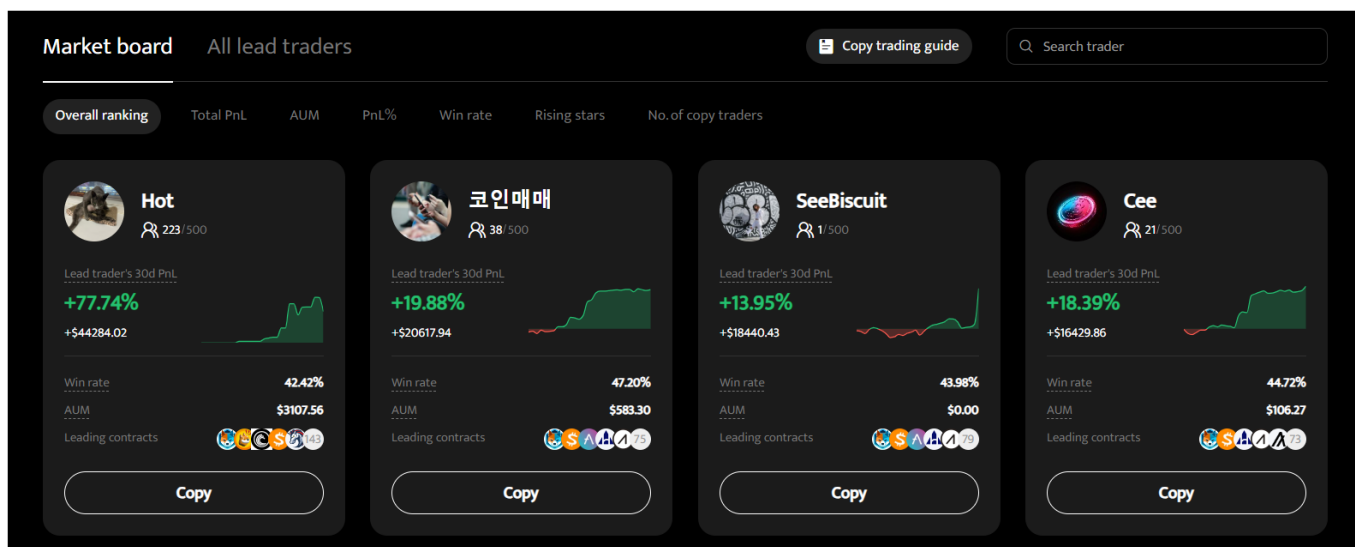 Market board All lead traders Copy trading guide Search trader
Overall ranking Total PnL AUM PnL% Win rate Rising stars No. of copy traders
Hot
223/500
Lead trader's 30d PnL
+77.74%
+$44284.02
Win rate 42.42%
AUM $3107.56
Leading contracts 143
Copy
코인매매
38/500
Lead trader's 30d PnL
+19.88%
+$20617.94
Win rate 47.20%
AUM $583.30
Leading contracts 75
Copy
SeeBiscuit
1/500
Lead trader's 30d PnL
+13.95%
+$18440.43
Win rate 43.98%
AUM $0.00
Leading contracts 79
Copy
Cee
21/500
Lead trader's 30d PnL
+18.39%
+$16429.86
Win rate 44.72%
AUM $106.27
Leading contracts 73
Copy